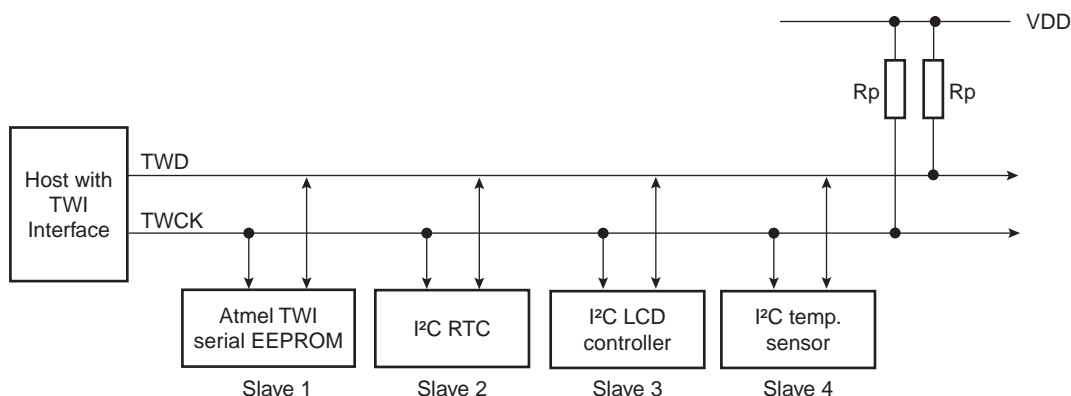 VDD
Rp
Rp
Host with
TWI
Interface
TWD
TWCK
Atmel TWI
serial EEPROM
I²C RTC
I²C LCD
controller
I²C temp.
sensor
Slave 1
Slave 2
Slave 3
Slave 4